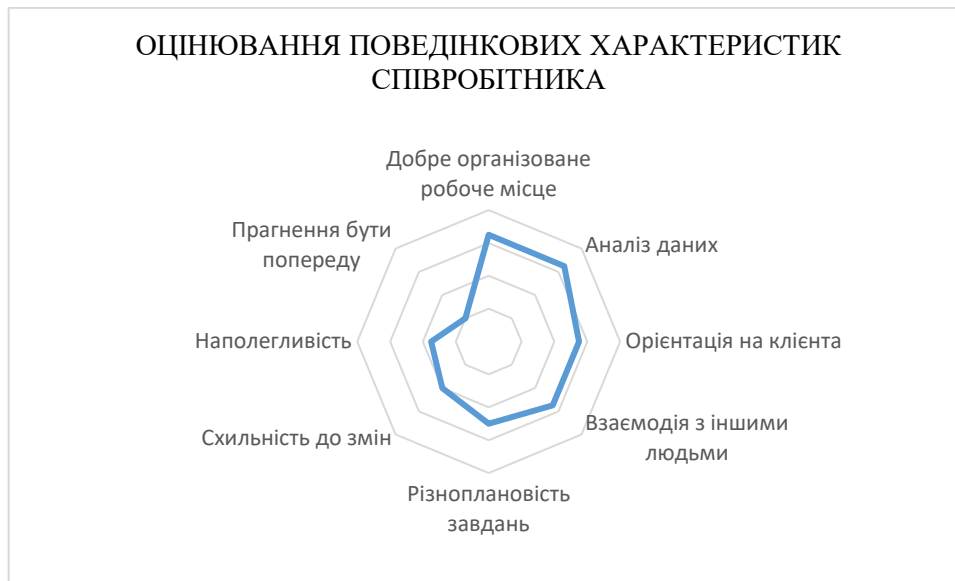 ОЦІНЮВАННЯ ПОВЕДІНКОВИХ ХАРАКТЕРИСТИК
СПІВРОБІТНИКА
Добре організоване
робоче місце
Аналіз даних
Орієнтація на клієнта
Взаємодія з іншими
людьми
Різноплановість
завдань
Схильність до змін
Наполегливість
Прагнення бути
попереду